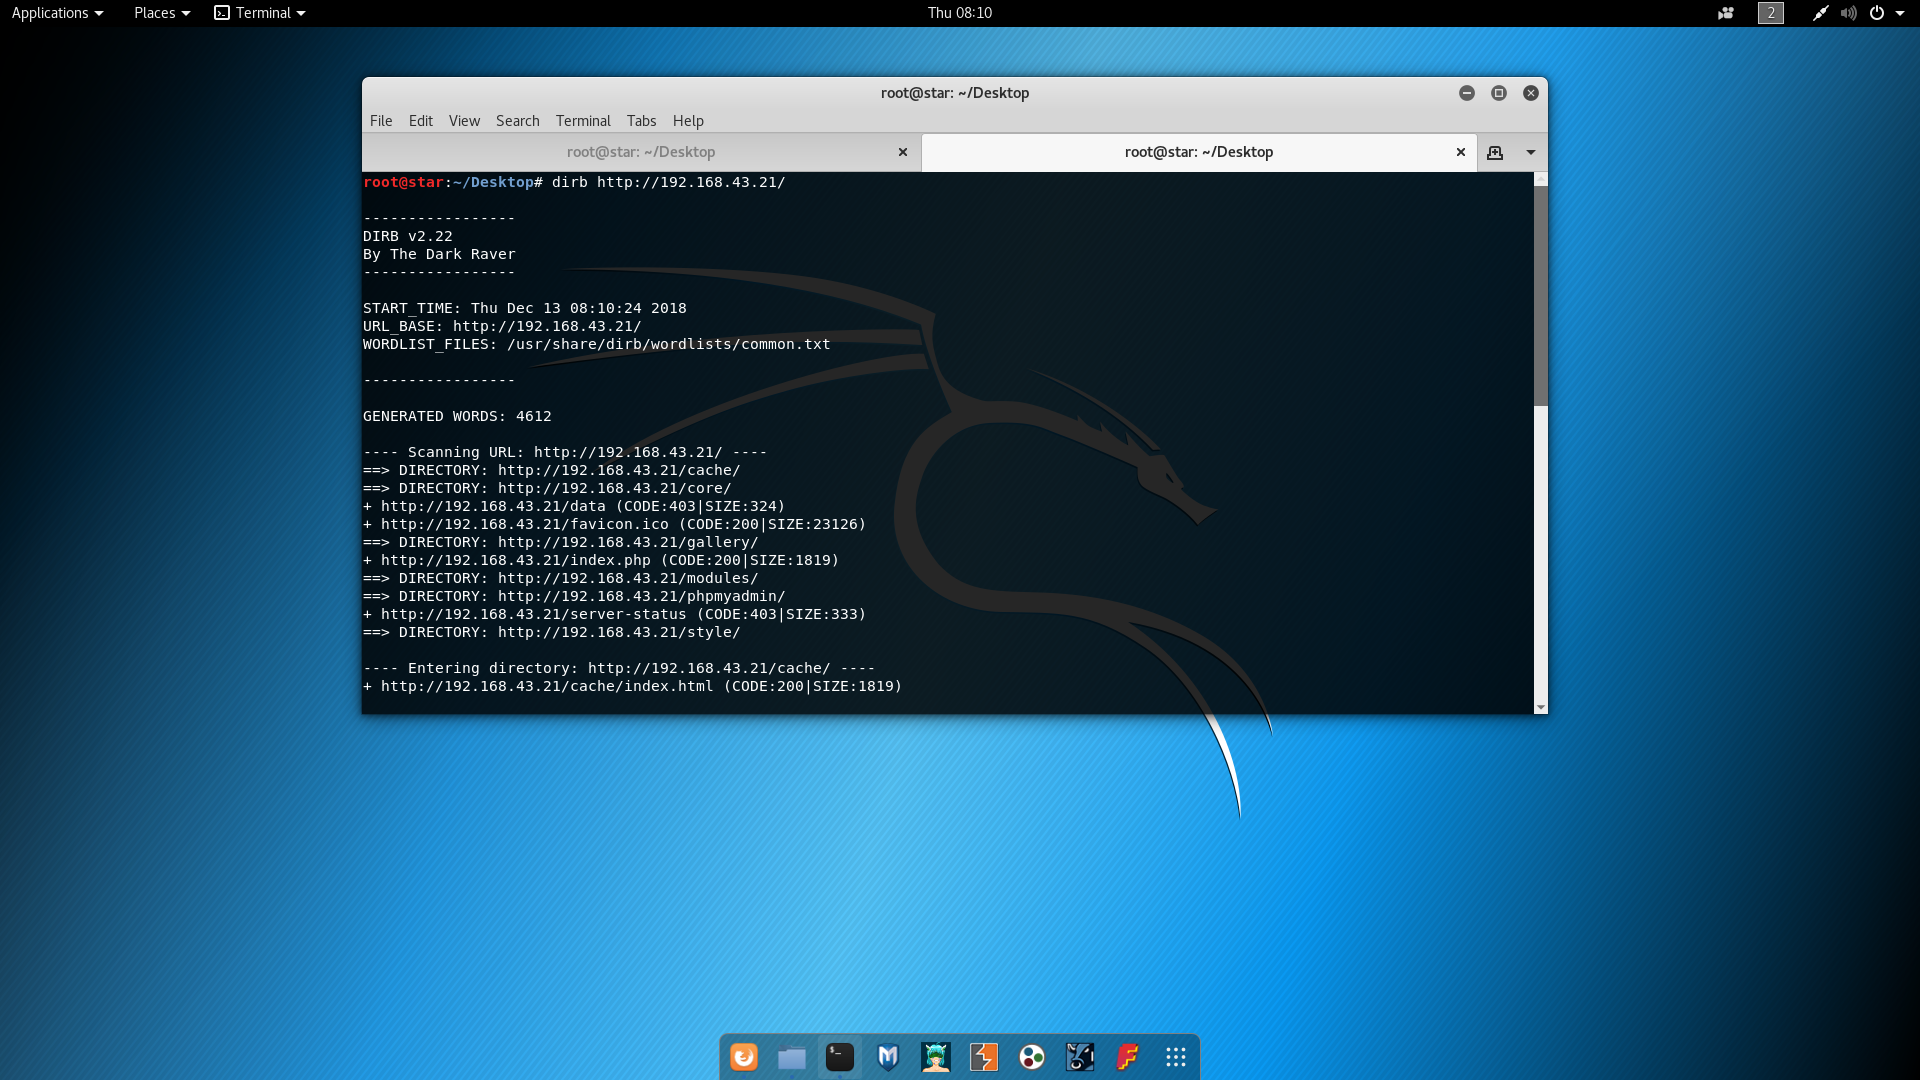 Applications Places Terminal Thu 08:10 2
root@star: ~/Desktop
File Edit View Search Terminal Tabs Help
root@star: ~/Desktop root@star: ~/Desktop
root@star:~/Desktop# dirb http://192.168.43.21/
-----------------
DIRB v2.22
By The Dark Raver
-----------------
START_TIME: Thu Dec 13 08:10:24 2018
URL_BASE: http://192.168.43.21/
WORDLIST_FILES: /usr/share/dirb/wordlists/common.txt
-----------------
GENERATED WORDS: 4612
---- Scanning URL: http://192.168.43.21/ ----
==> DIRECTORY: http://192.168.43.21/cache/
==> DIRECTORY: http://192.168.43.21/core/
+ http://192.168.43.21/data (CODE:403|SIZE:324)
+ http://192.168.43.21/favicon.ico (CODE:200|SIZE:23126)
==> DIRECTORY: http://192.168.43.21/gallery/
+ http://192.168.43.21/index.php (CODE:200|SIZE:1819)
==> DIRECTORY: http://192.168.43.21/modules/
==> DIRECTORY: http://192.168.43.21/phpmyadmin/
+ http://192.168.43.21/server-status (CODE:403|SIZE:333)
==> DIRECTORY: http://192.168.43.21/style/
---- Entering directory: http://192.168.43.21/cache/ ----
+ http://192.168.43.21/cache/index.html (CODE:200|SIZE:1819)